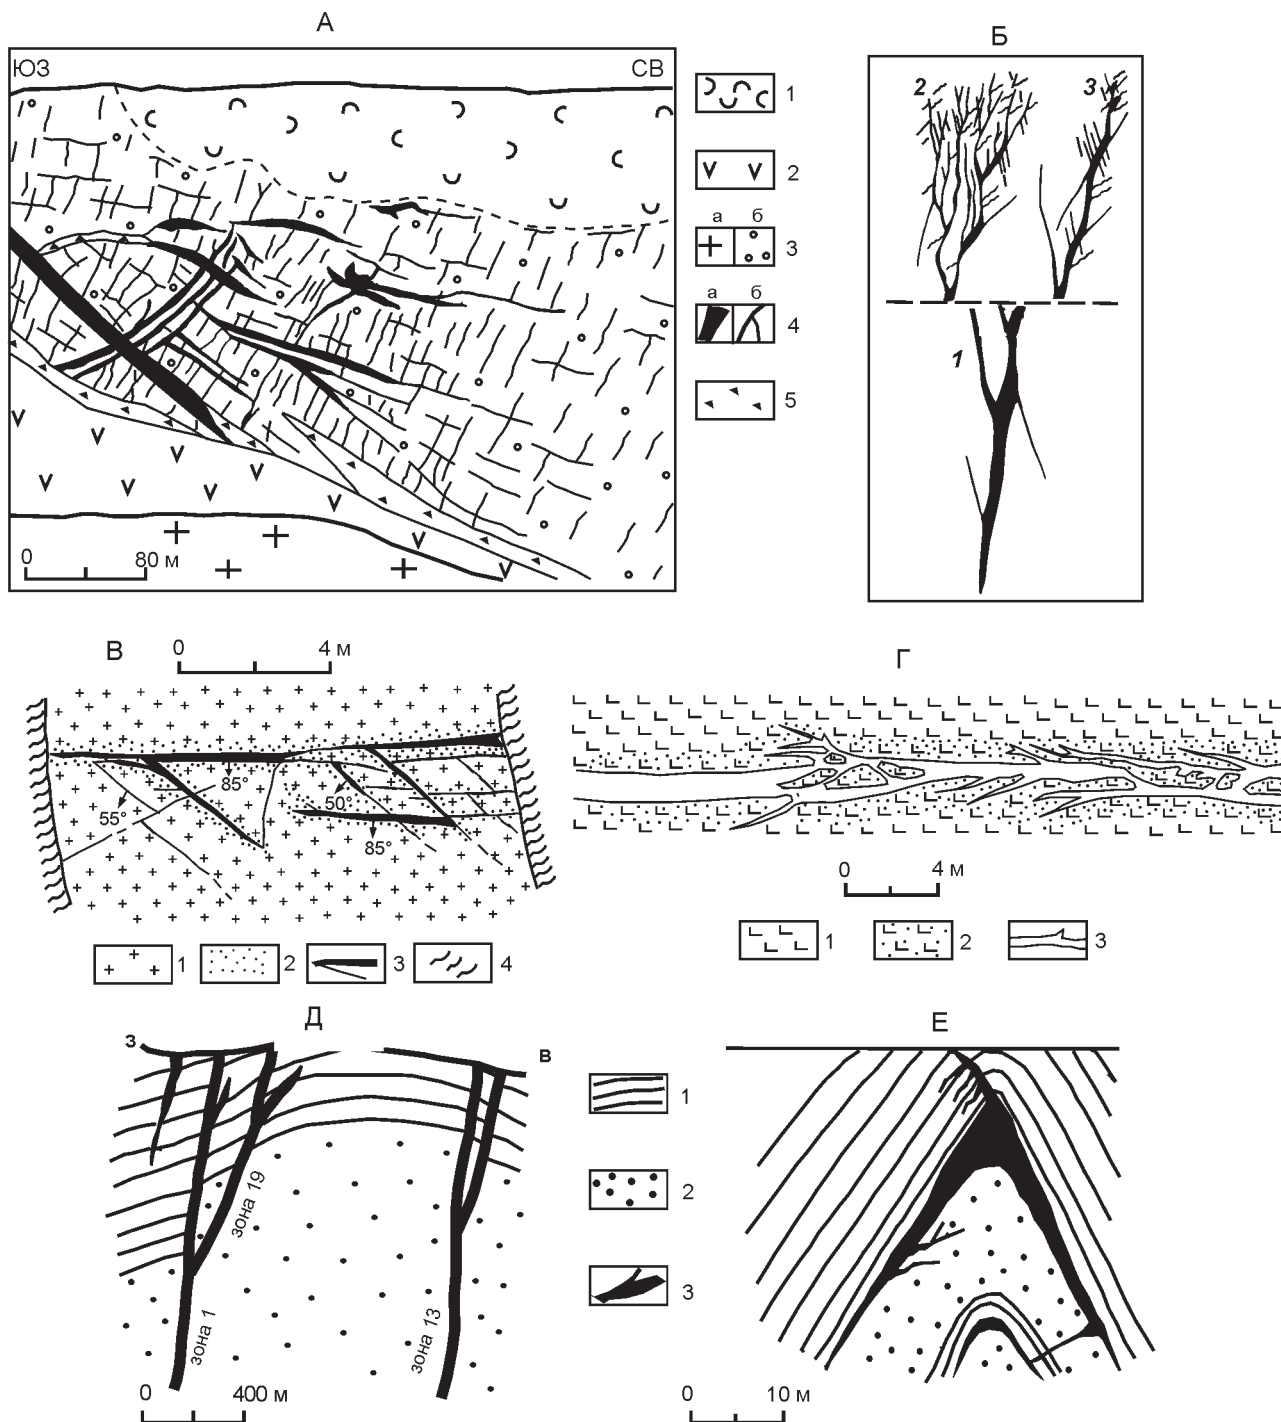 А
ЮЗ СВ
1
2
а б
3
а б
4
5
0 80 м
Б
2 3
1
В
0 4 м
85°
55° 50°
85°
1 2 3 4
Г
0 4 м
1 2 3
Д
з в
зона 19
зона 1 зона 13
0 400 м
1
2
3
Е
0 10 м